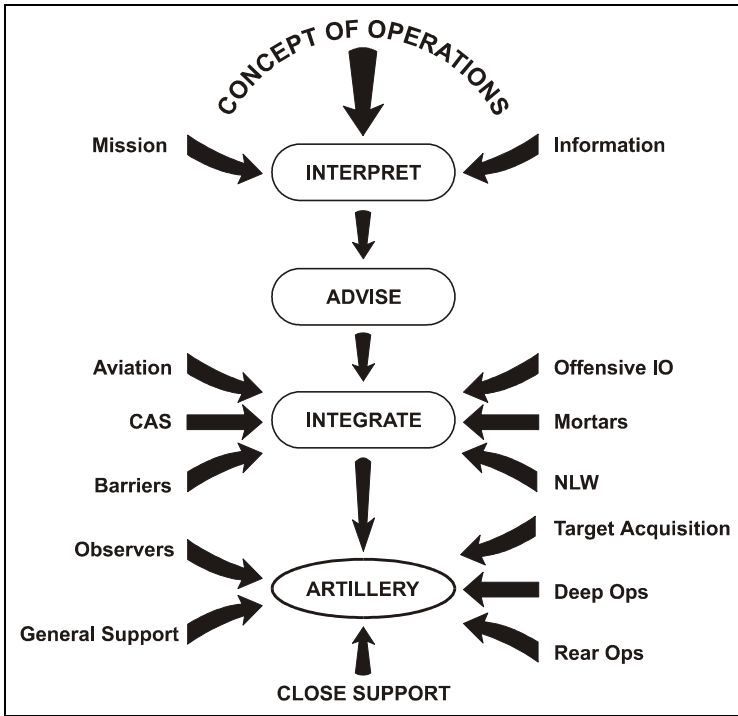 CONCEPT OF OPERATIONS
Mission
Information
INTERPRET
ADVISE
Aviation
Offensive IO
CAS
INTEGRATE
Mortars
Barriers
NLW
Observers
Target Acquisition
ARTILLERY
Deep Ops
General Support
Rear Ops
CLOSE SUPPORT